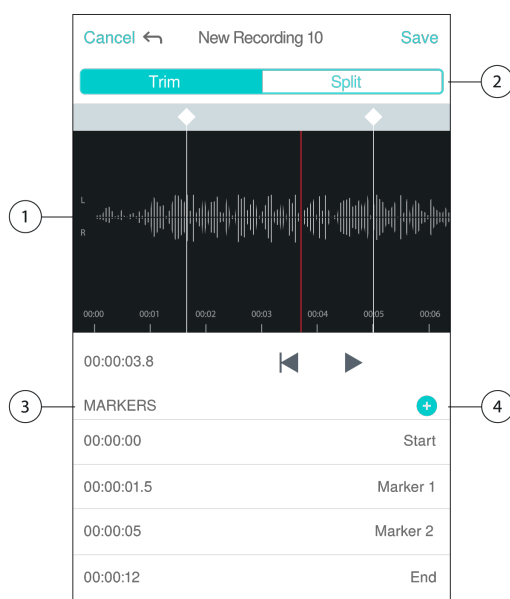 Cancel New Recording 10 Save
Trim Split
2
L
1
R
00:00 00:01 00:02 00:03 00:04 00:05 00:06
00:00:03.8
3 MARKERS + 4
00:00:00 Start
00:00:01.5 Marker 1
00:00:05 Marker 2
00:00:12 End